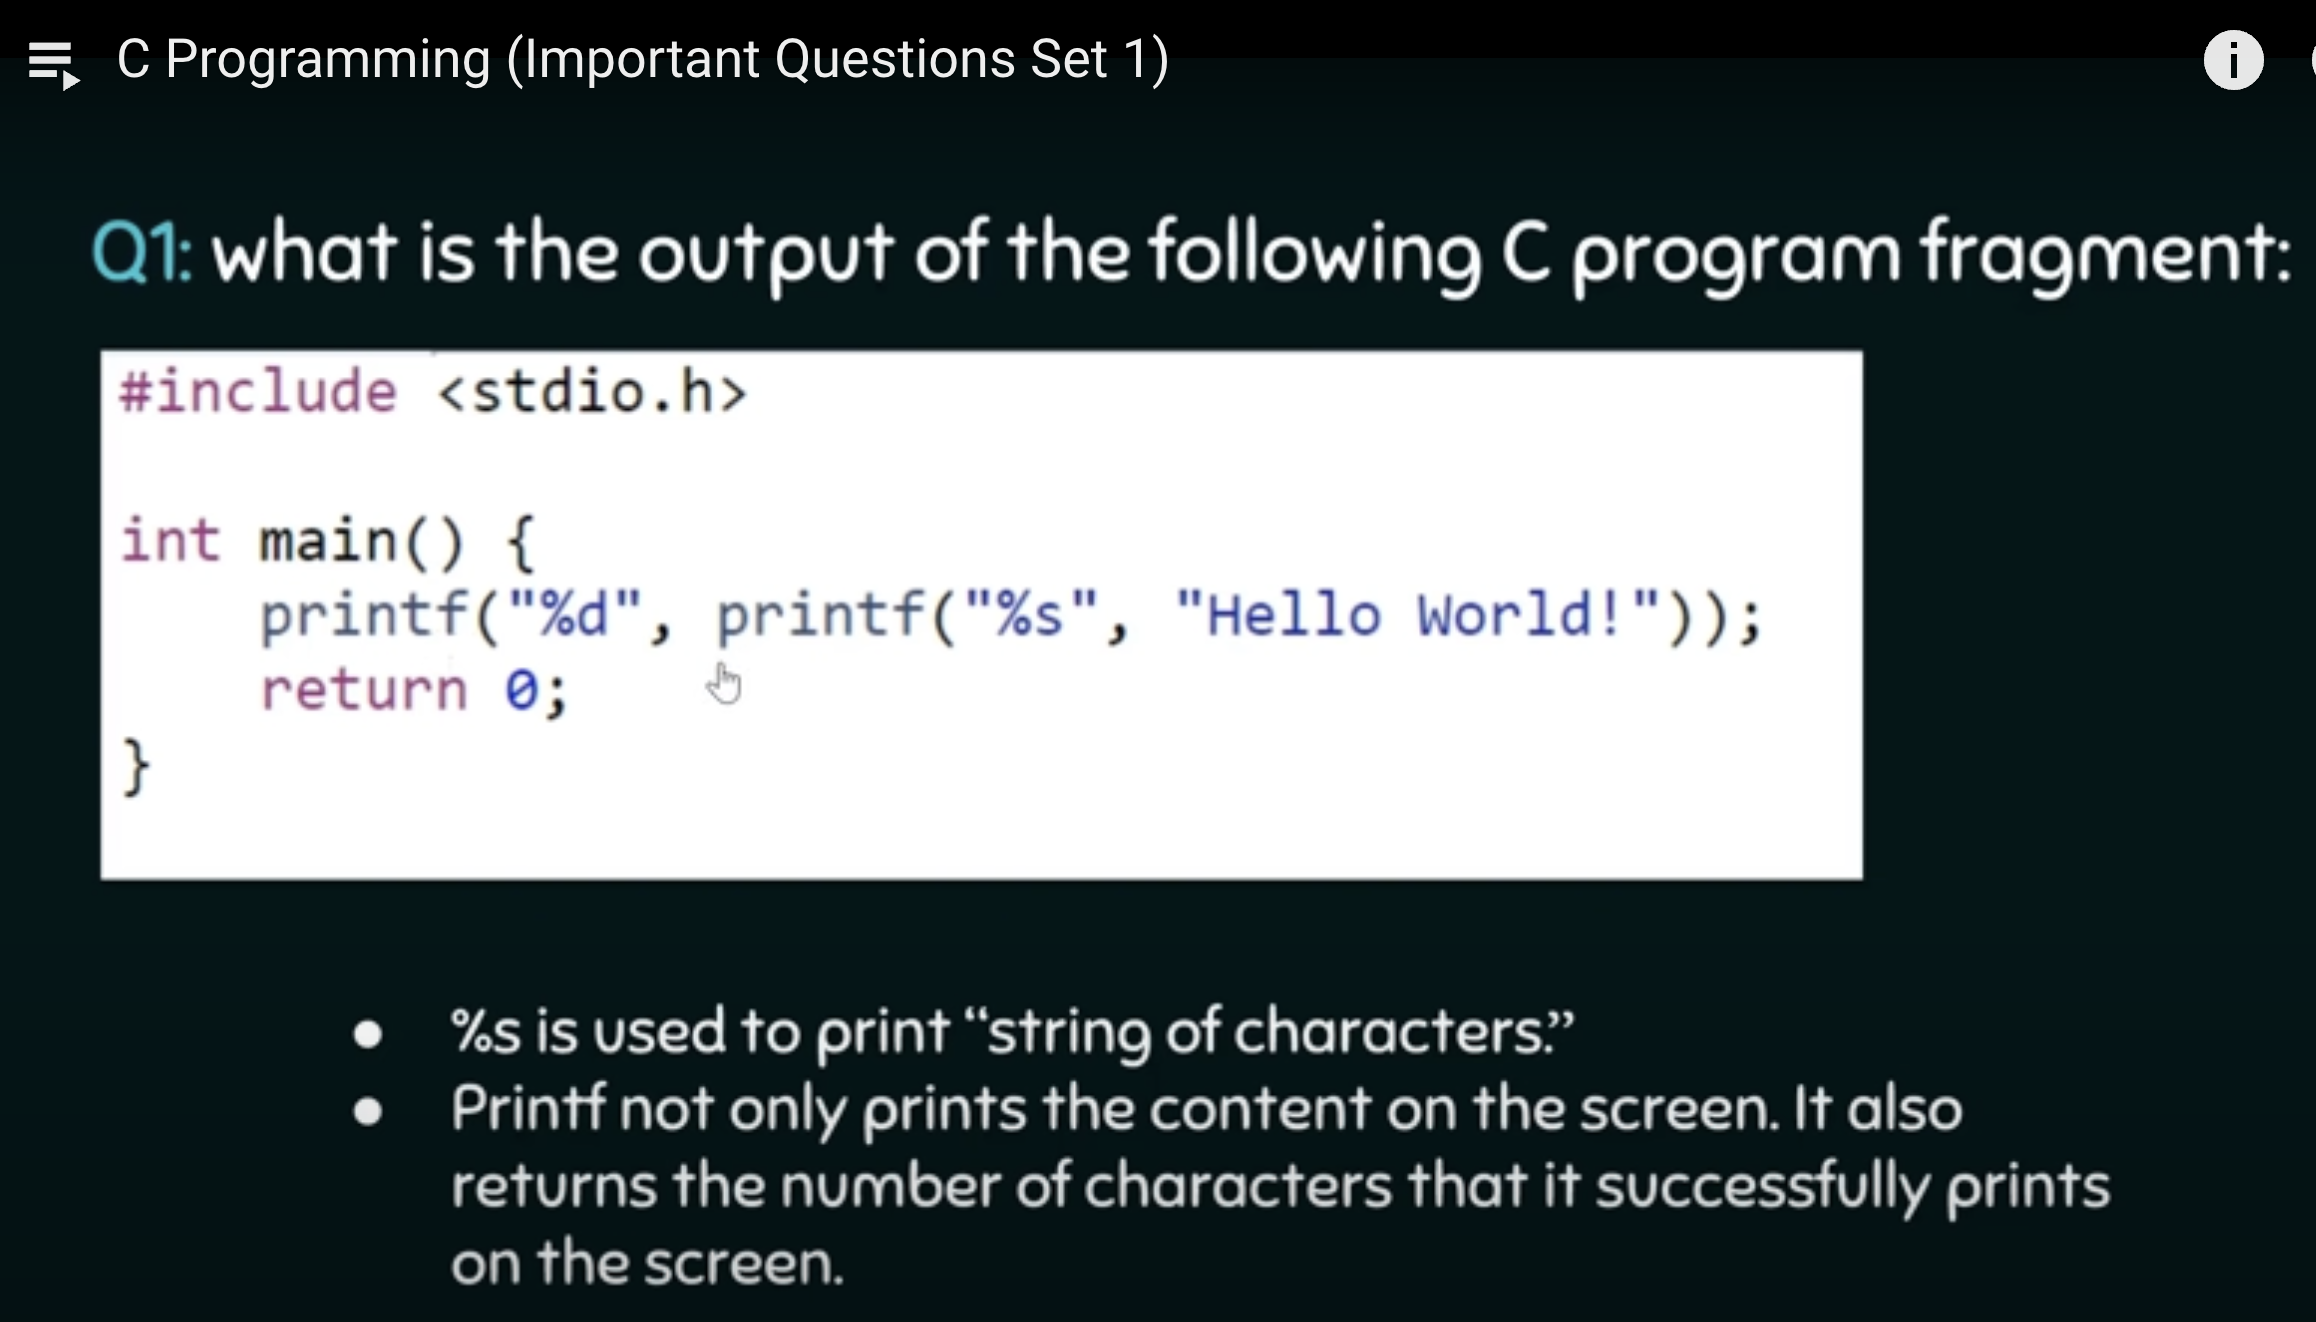 C Programming (Important Questions Set 1)
Q1: what is the output of the following C program fragment:
#include <stdio.h>
int main() {
printf("%d", printf("%s", "Hello World!"));
return 0;
}
● %s is used to print “string of characters.”
● Printf not only prints the content on the screen. It also
returns the number of characters that it successfully prints
on the screen.